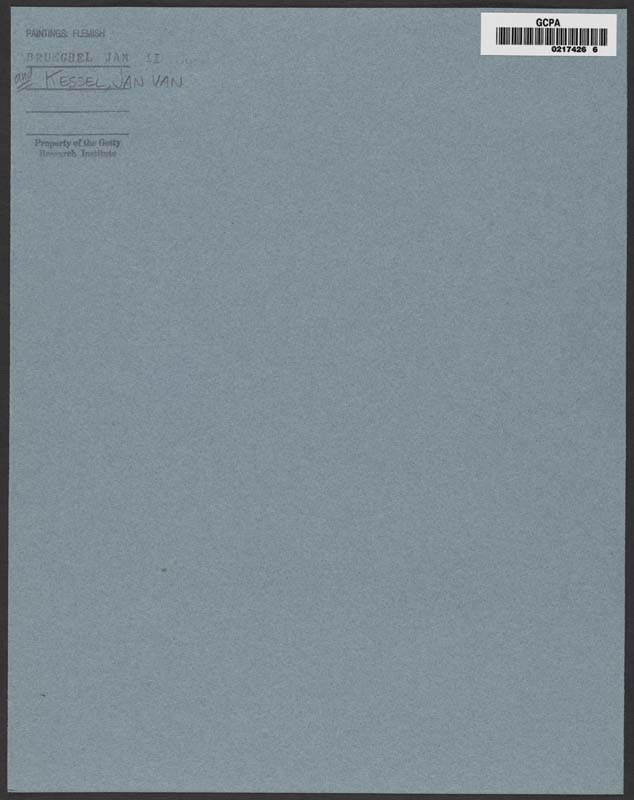 PAINTINGS: FLEMISH
BRUEGHEL JAN II
and KESSEL, JAN VAN
Property of the Getty
Research Institute
GCPA
0217426 6